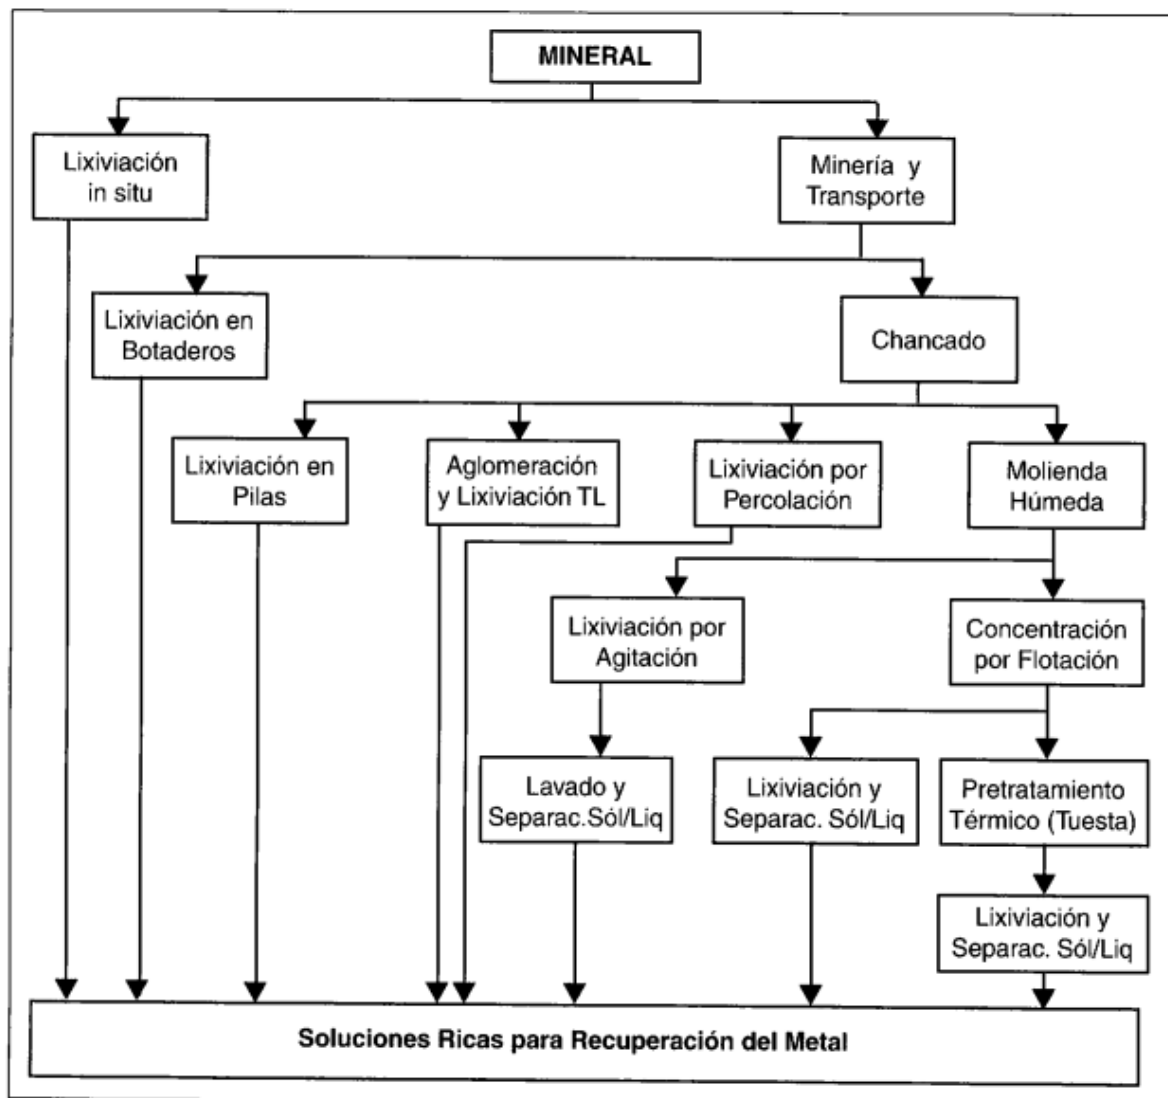 MINERAL
Lixiviación
in situ
Minería y
Transporte
Lixiviación en
Botaderos
Chancado
Lixiviación en
Pilas
Aglomeración
y Lixiviación TL
Lixiviación por
Percolación
Molienda
Húmeda
Lixiviación por
Agitación
Concentración
por Flotación
Lavado y
Separac.Sól/Liq
Lixiviación y
Separac. Sól/Liq
Pretratamiento
Térmico (Tuesta)
Lixiviación y
Separac. Sól/Liq
Soluciones Ricas para Recuperación del Metal